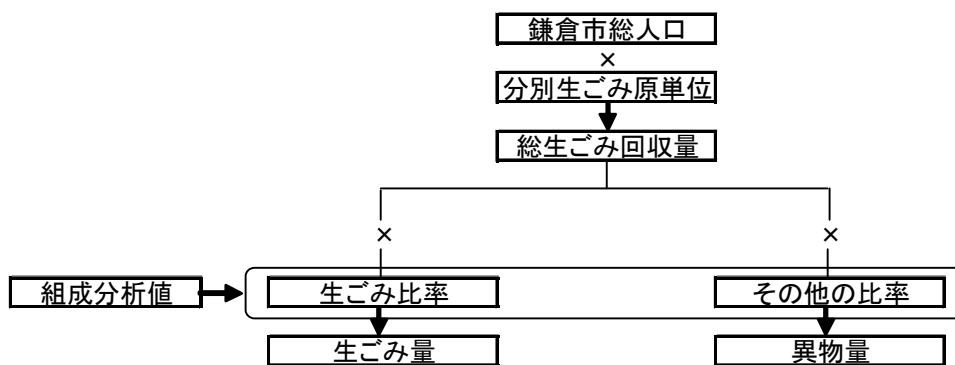 鎌倉市総人口
×
分別生ごみ原単位
総生ごみ回収量
×
×
組成分析値
生ごみ比率
その他の比率
生ごみ量
異物量